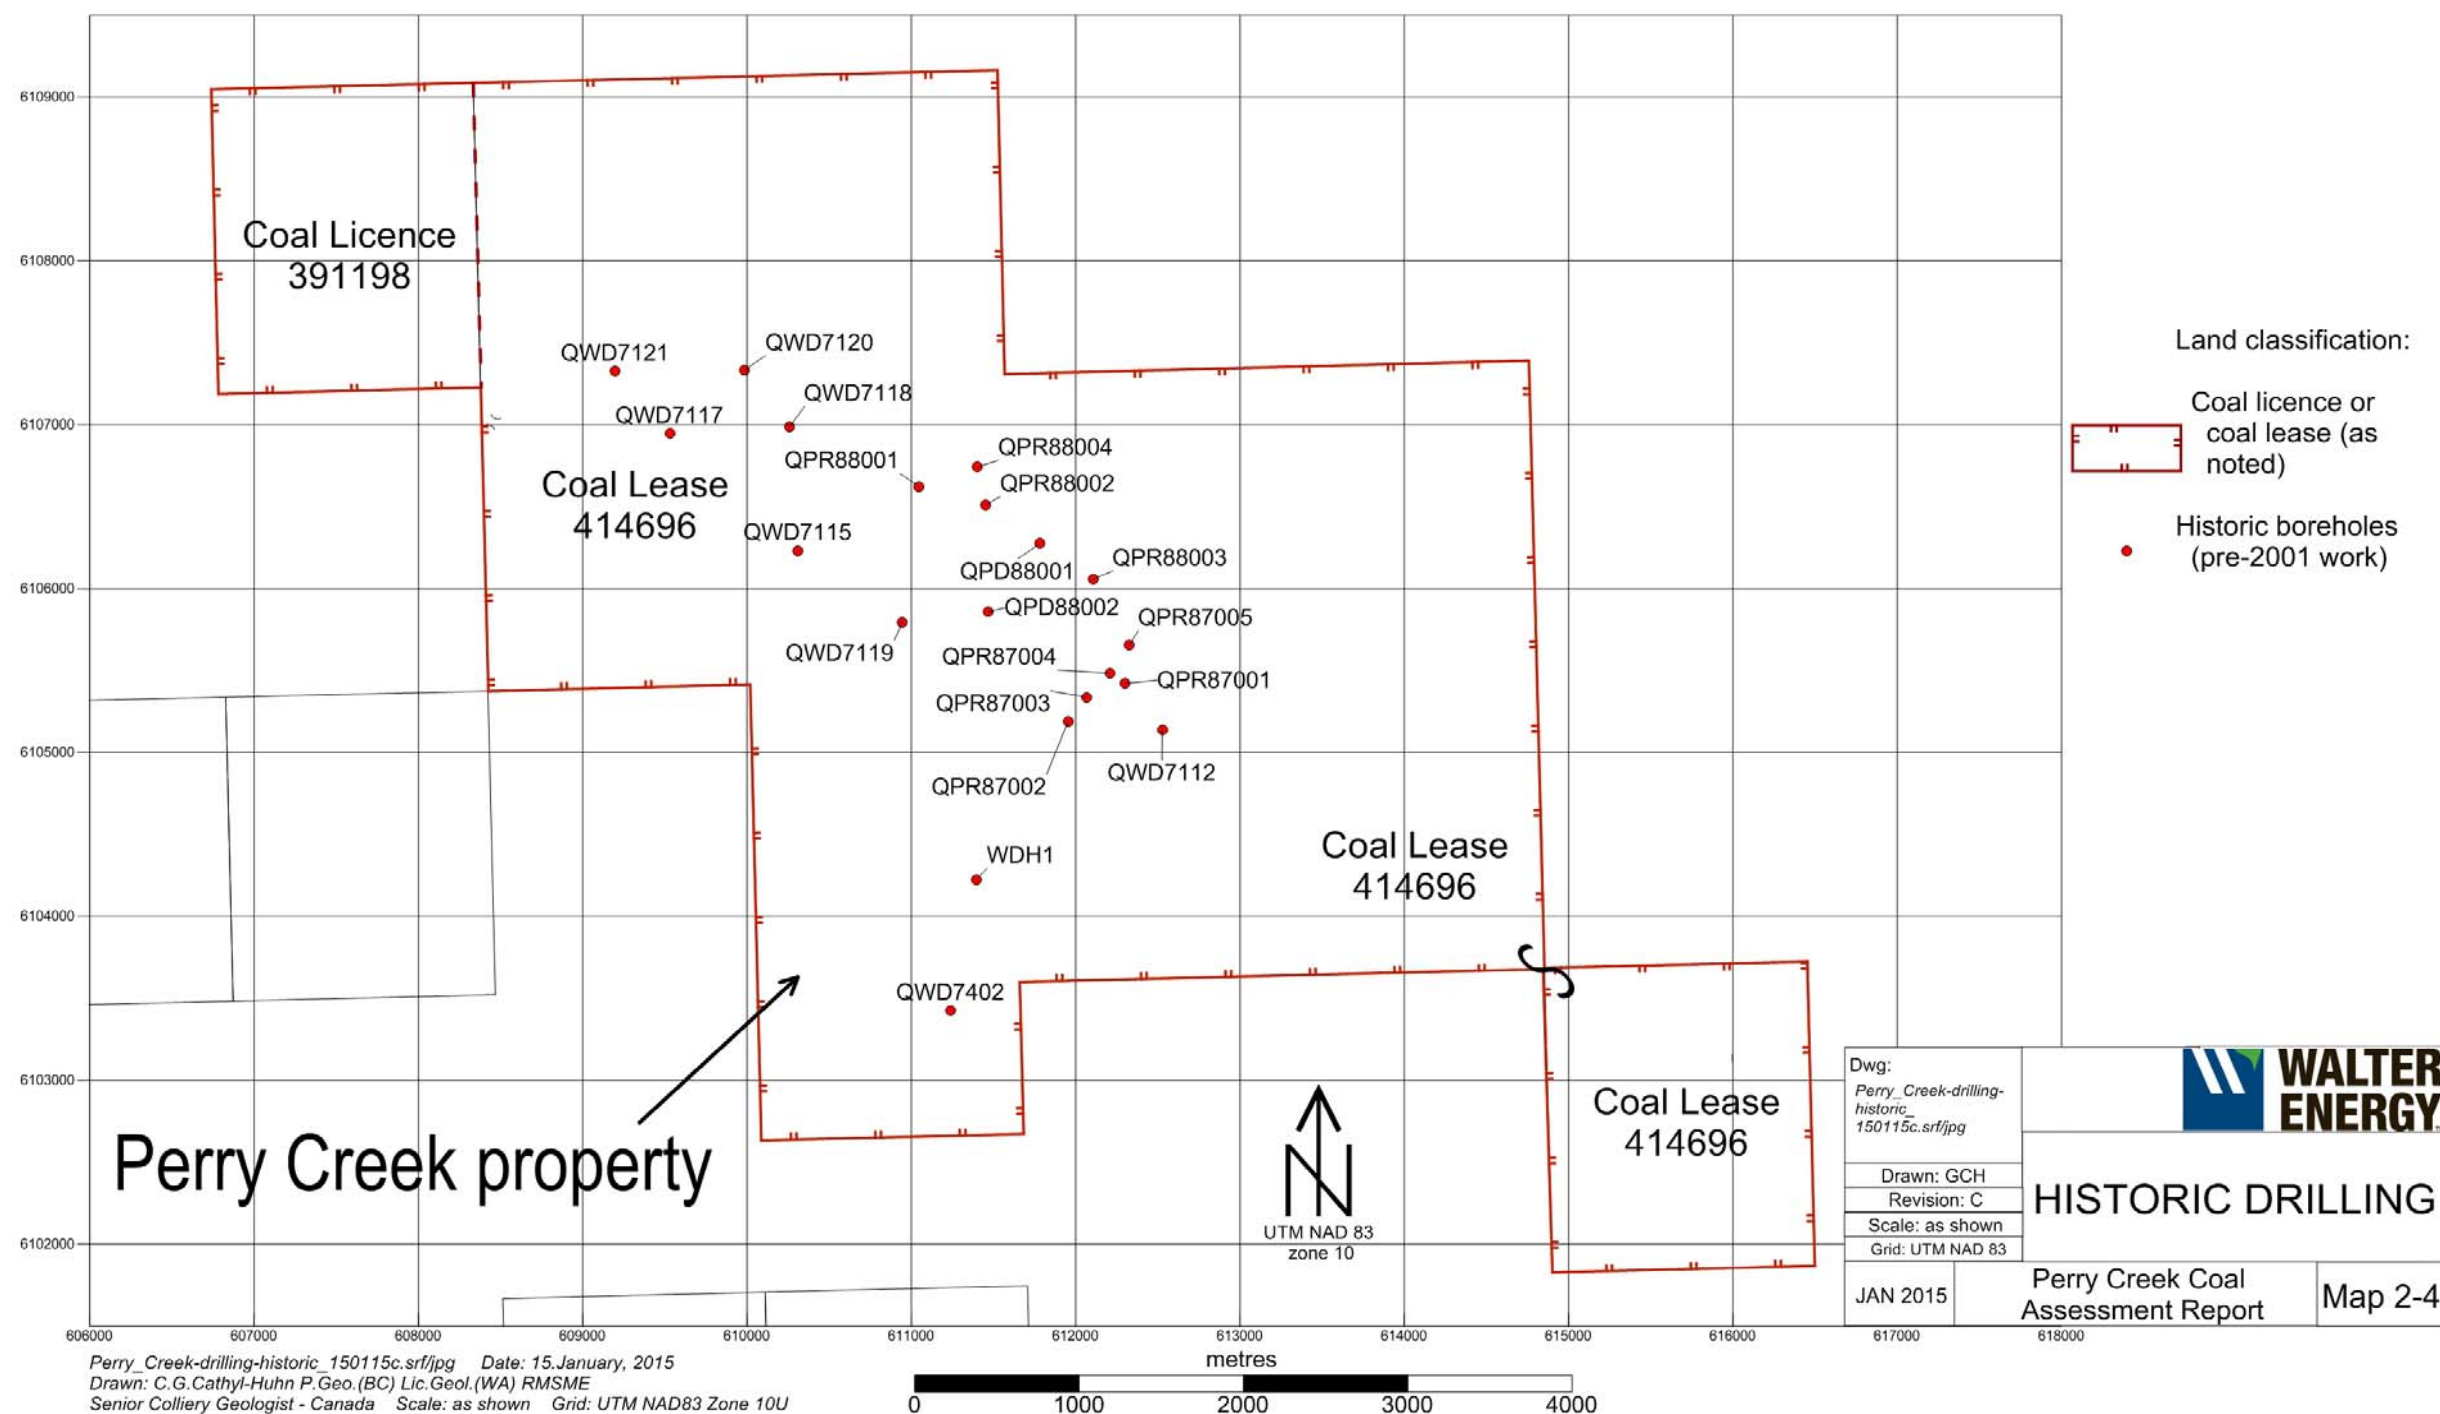 6109000
6108000
6107000
6106000
6105000
6104000
6103000
6102000
Coal Licence
391198
QWD7121
QWD7120
QWD7118
QWD7117
QPR88004
QPR88001
QPR88002
Coal Lease
414696
QWD7115
QPD88001
QPR88003
QPD88002
QPR87005
QWD7119
QPR87004
QPR87001
QPR87003
QPR87002
QWD7112
WDH1
Coal Lease
414696
QWD7402
Coal Lease
414696
Perry Creek property
N
UTM NAD 83
zone 10
Land classification:
Coal licence or
coal lease (as
noted)
Historic boreholes
(pre-2001 work)
Dwg:
Perry_Creek-drilling-
historic_
150115c.srf/jpg
Drawn: GCH
Revision: C
Scale: as shown
Grid: UTM NAD 83
JAN 2015
WALTER
ENERGY
HISTORIC DRILLING
Perry Creek Coal
Assessment Report
Map 2-4
606000 607000 608000 609000 610000 611000 612000 613000 614000 615000 616000 617000 618000
metres
0 1000 2000 3000 4000
Perry_Creek-drilling-historic_150115c.srf/jpg Date: 15.January, 2015
Drawn: C.G.Cathyl-Huhn P.Geo.(BC) Lic.Geol.(WA) RMSME
Senior Colliery Geologist - Canada Scale: as shown Grid: UTM NAD83 Zone 10U